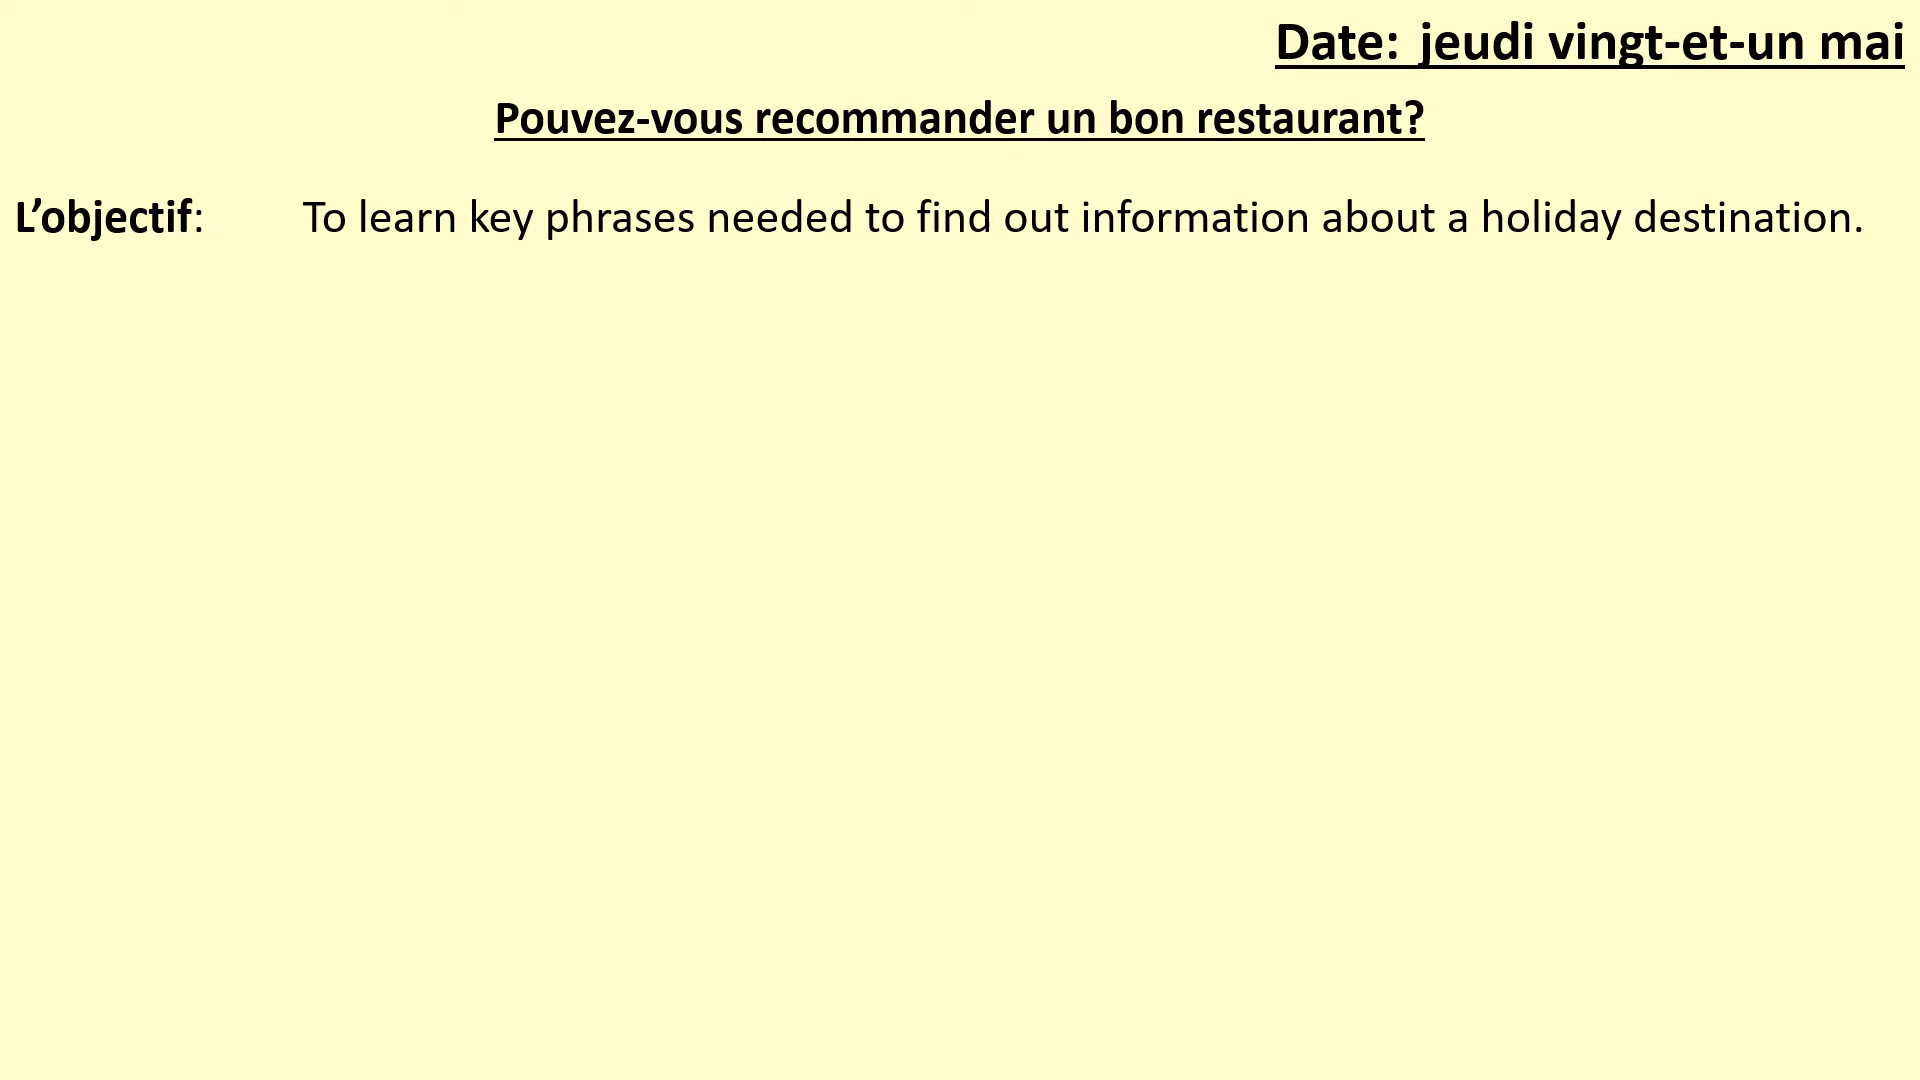 Date: jeudi vingt-et-un mai
Pouvez-vous recommander un bon restaurant?
L’objectif: To learn key phrases needed to find out information about a holiday destination.